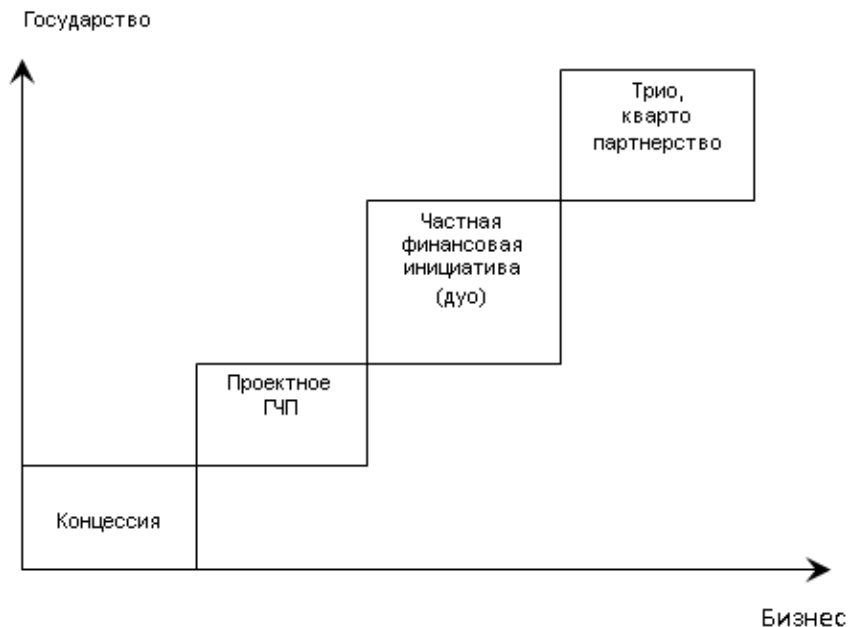 Государство
Трио,
кварто
партнерство
Частная
финансовая
инициатива
(дуо)
Проектное
ГЧП
Концессия
Бизнес